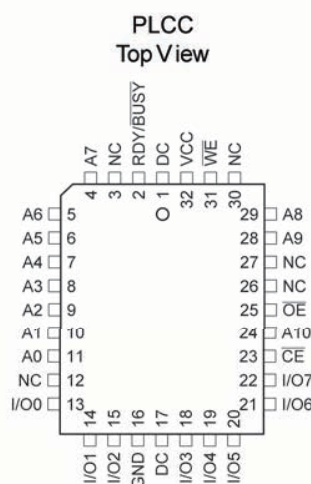 PLCC
Top View
A7
NC
RDY/BUSY
DC
VCC
WE
NC
4 3 2 1 32 31 30
A6 5 29 A8
A5 6 28 A9
A4 7 27 NC
A3 8 26 NC
A2 9 25 OE
A1 10 24 A10
A0 11 23 CE
NC 12 22 I/O7
I/O0 13 21 I/O6
14 15 16 17 18 19 20
I/O1
I/O2
GND
DC
I/O3
I/O4
I/O5